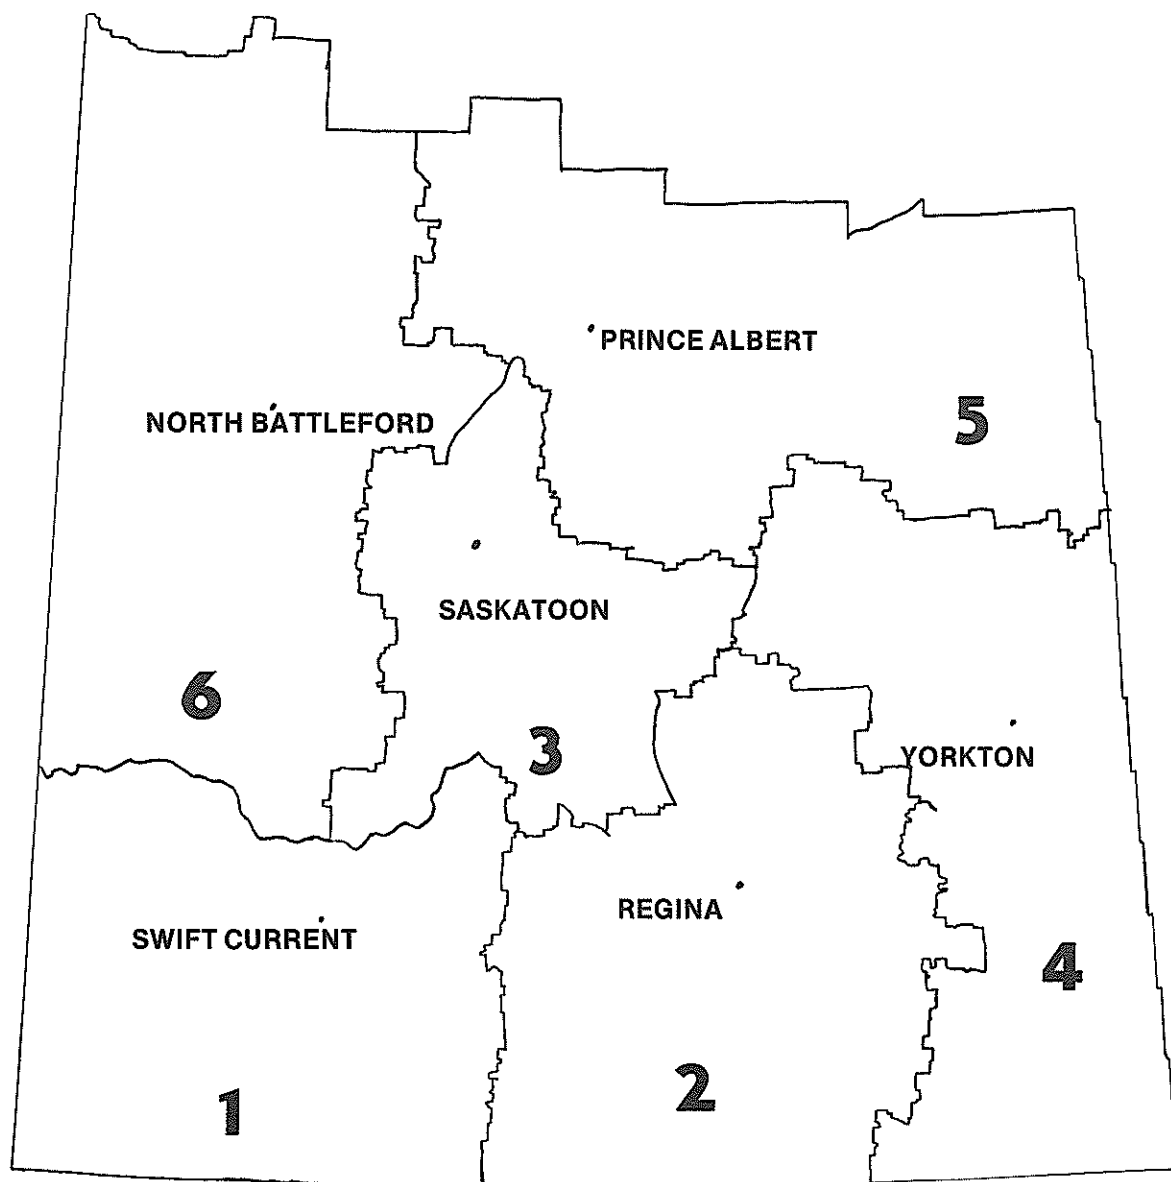 PRINCE ALBERT
5
NORTH BATTLEFORD
SASKATOON
6
3
YORKTON
REGINA
SWIFT CURRENT
4
2
1